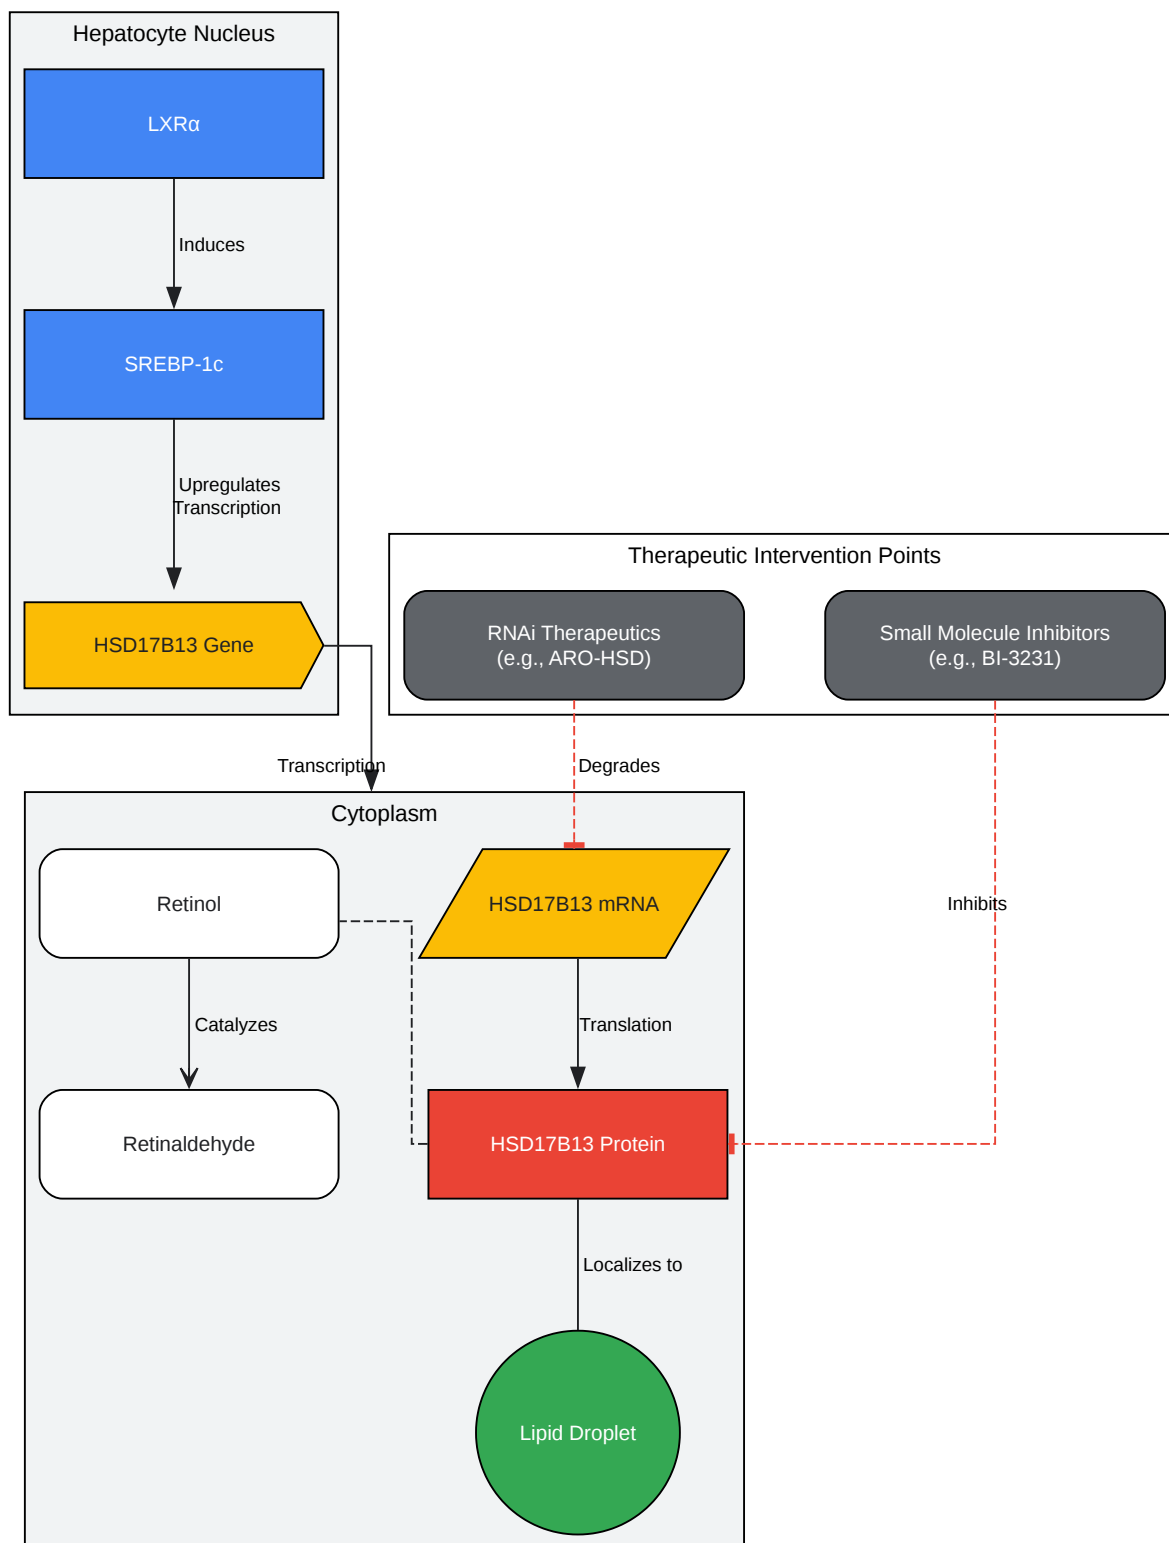 Hepatocyte Nucleus
LXRα
Induces
SREBP-1c
Upregulates
Transcription
HSD17B13 Gene
Therapeutic Intervention Points
RNAi Therapeutics
(e.g., ARO-HSD)
Small Molecule Inhibitors
(e.g., BI-3231)
Transcription
Degrades
Cytoplasm
Retinol
HSD17B13 mRNA
Inhibits
Catalyzes
Translation
Retinaldehyde
HSD17B13 Protein
Localizes to
Lipid Droplet